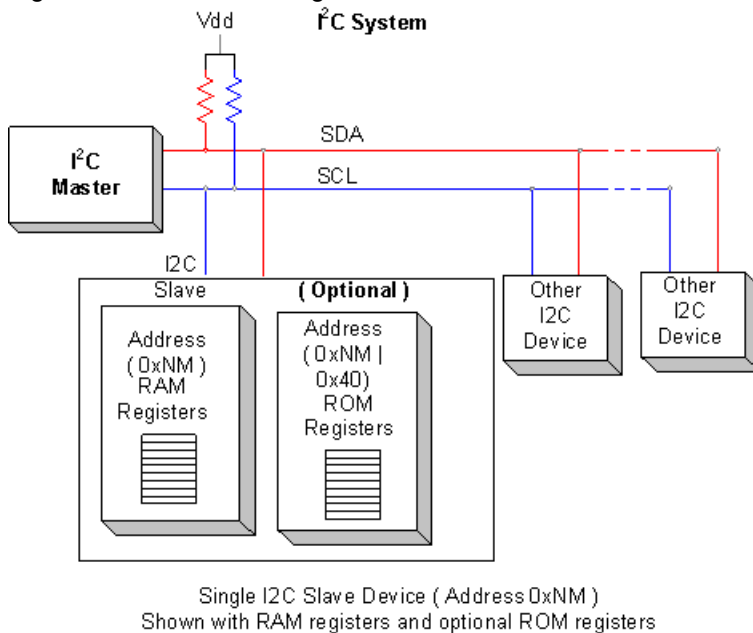 Vdd
I²C System
SDA
SCL
I²C
Master
I2C
Slave
( Optional )
Address
( 0xNM )
RAM
Registers
Address
( 0xNM |
0x40)
ROM
Registers
Other
I2C
Device
Other
I2C
Device
Single I2C Slave Device ( Address 0xNM )
Shown with RAM registers and optional ROM registers